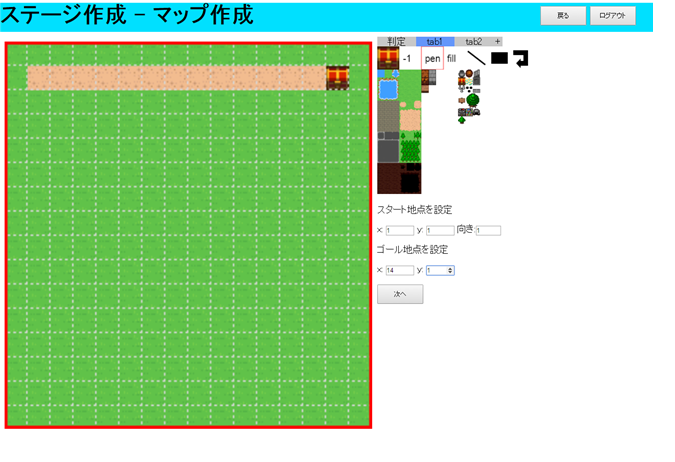 ステージ作成 - マップ作成
戻る
ログアウト
判定 tab1 tab2 +
-1 pen fill
スタート地点を設定
x: 1 y: 1 向き:1
ゴール地点を設定
x: 14 y: 1
次へ